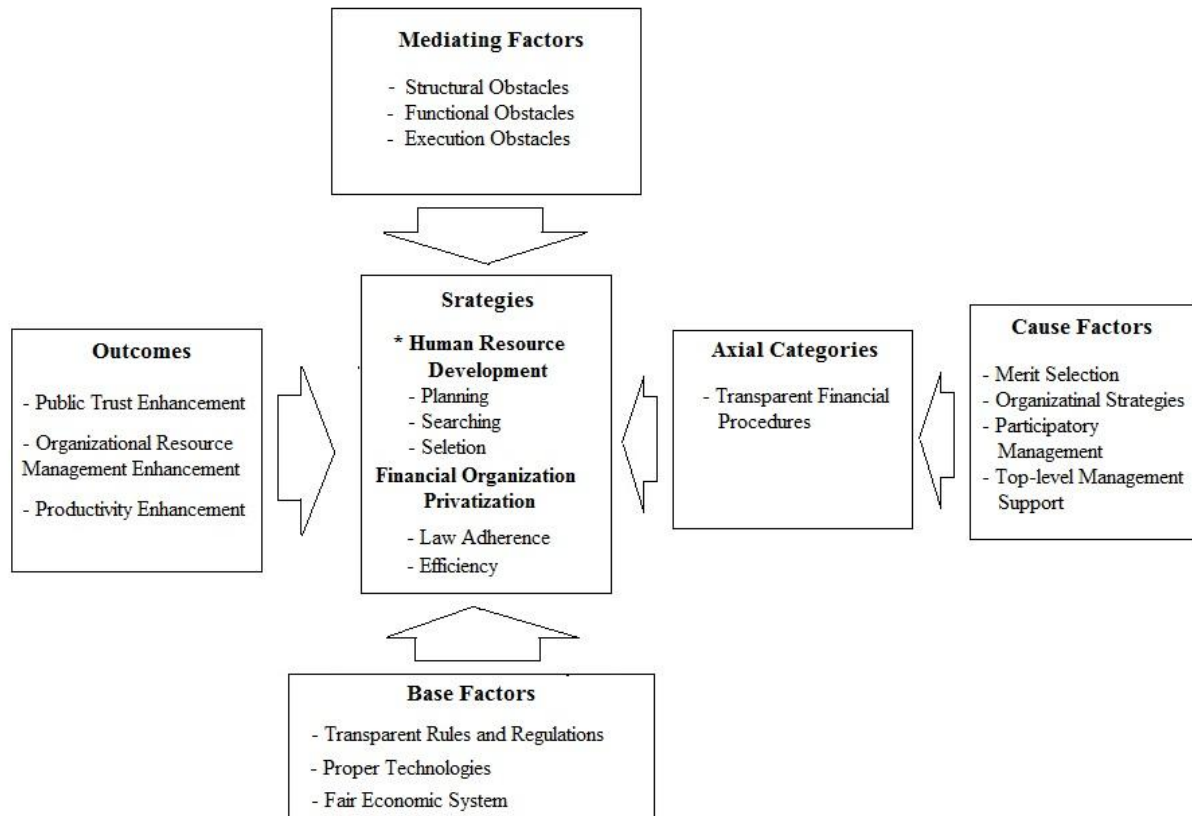 Mediating Factors
- Structural Obstacles
- Functional Obstacles
- Execution Obstacles
Srategies
* Human Resource
Development
- Planning
- Searching
- Seletion
Financial Organization
Privatization
- Law Adherence
- Efficiency
Outcomes
- Public Trust Enhancement
- Organizational Resource
Management Enhancement
- Productivity Enhancement
Axial Categories
- Transparent Financial
Procedures
Cause Factors
- Merit Selection
- Organizatinal Strategies
- Participatory
Management
- Top-level Management
Support
Base Factors
- Transparent Rules and Regulations
- Proper Technologies
- Fair Economic System